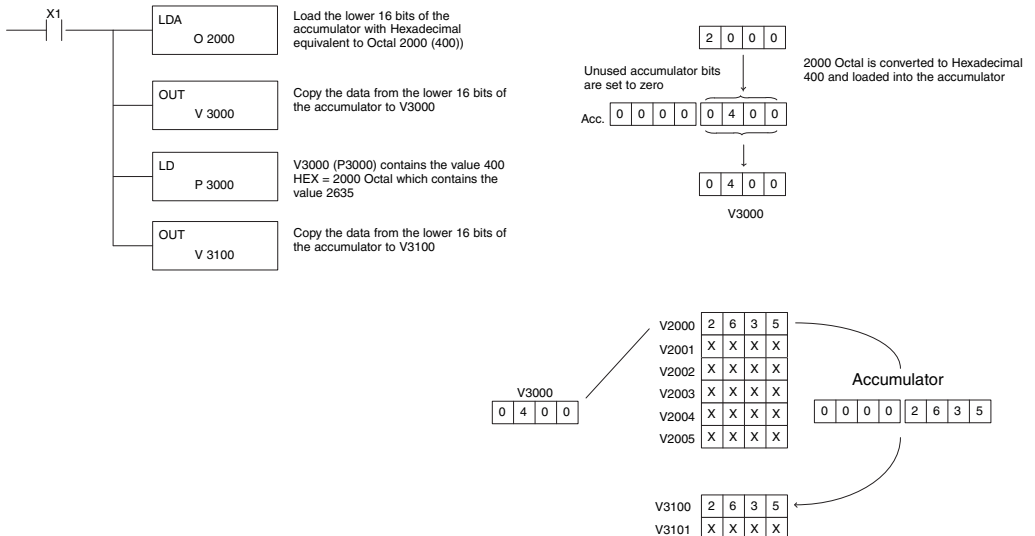 X1
LDA
O 2000
Load the lower 16 bits of the
accumulator with Hexadecimal
equivalent to Octal 2000 (400))
OUT
V 3000
Copy the data from the lower 16 bits of
the accumulator to V3000
LD
P 3000
V3000 (P3000) contains the value 400
HEX = 2000 Octal which contains the
value 2635
OUT
V 3100
Copy the data from the lower 16 bits of
the accumulator to V3100
2 0 0 0
2000 Octal is converted to Hexadecimal
400 and loaded into the accumulator
Unused accumulator bits
are set to zero
Acc. 0 0 0 0 0 4 0 0
0 4 0 0
V3000
V3000
0 4 0 0
V2000 2 6 3 5
V2001 X X X X
V2002 X X X X
V2003 X X X X
V2004 X X X X
V2005 X X X X
Accumulator
0 0 0 0 2 6 3 5
V3100 2 6 3 5
V3101 X X X X